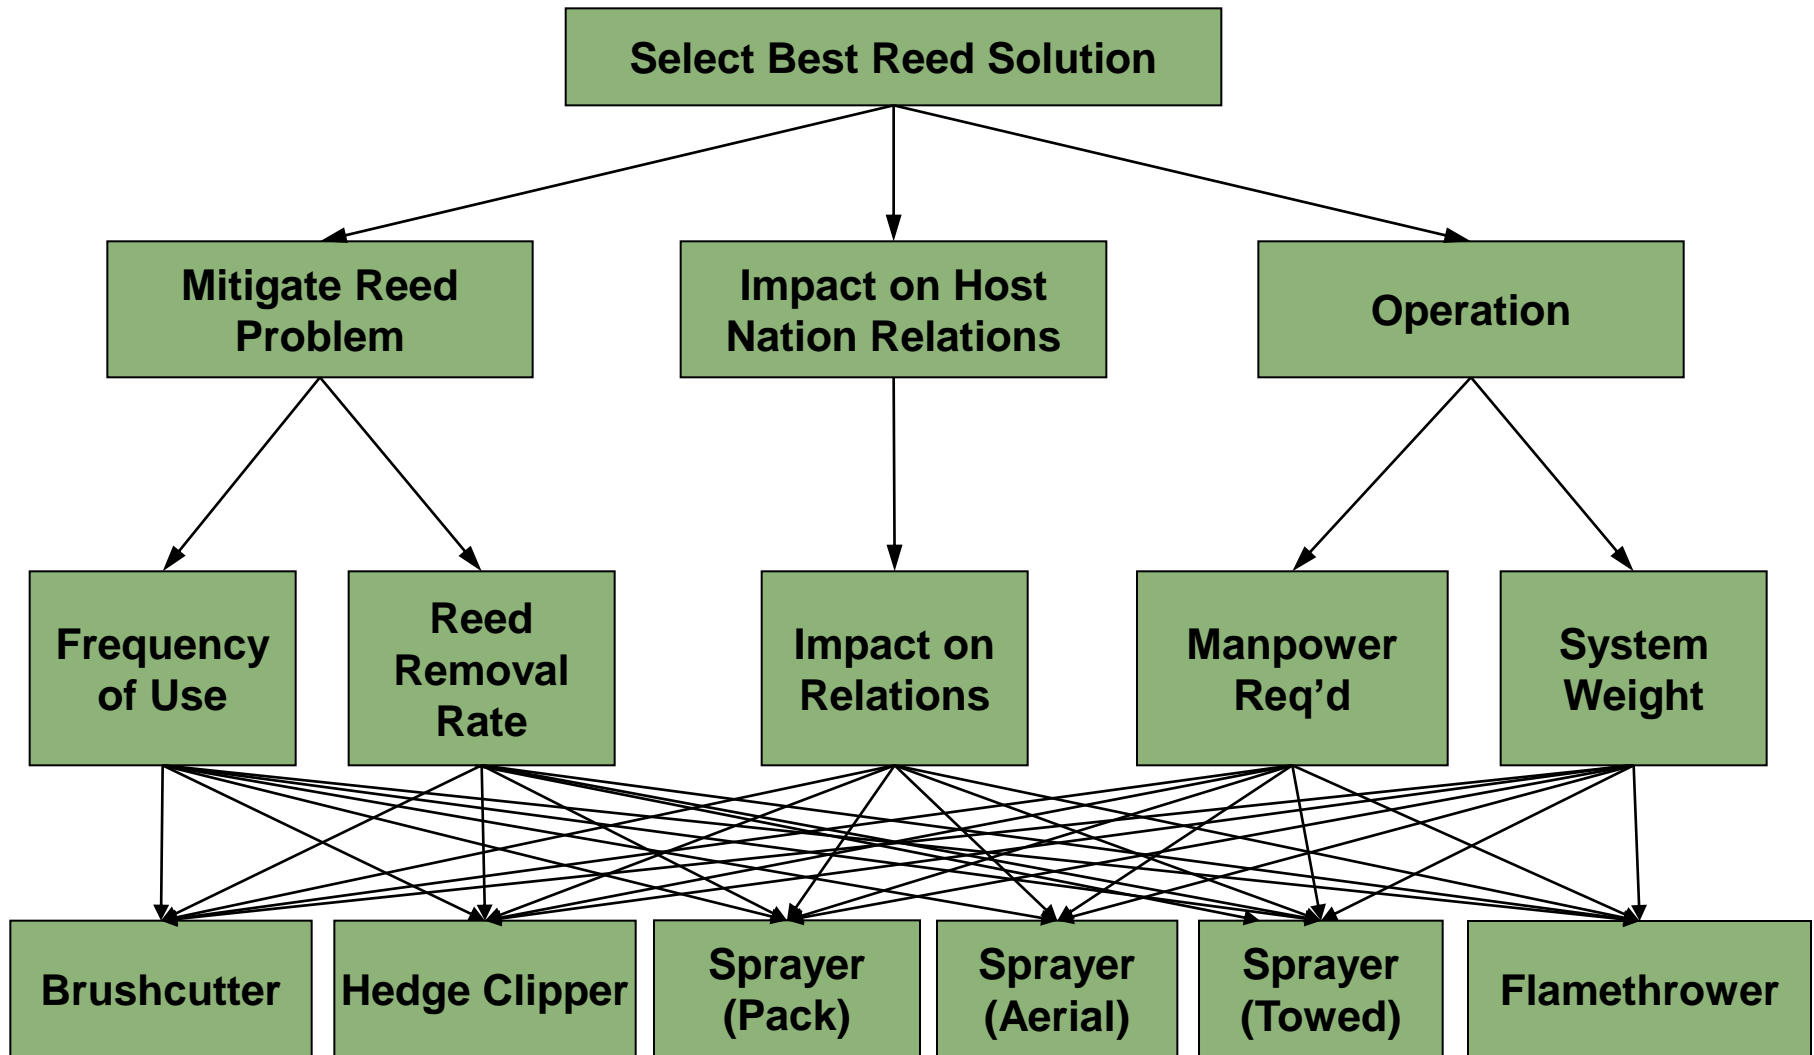 Select Best Reed Solution
Mitigate Reed
Problem
Impact on Host
Nation Relations
Operation
Frequency
of Use
Reed
Removal
Rate
Impact on
Relations
Manpower
Req’d
System
Weight
Brushcutter
Hedge Clipper
Sprayer
(Pack)
Sprayer
(Aerial)
Sprayer
(Towed)
Flamethrower